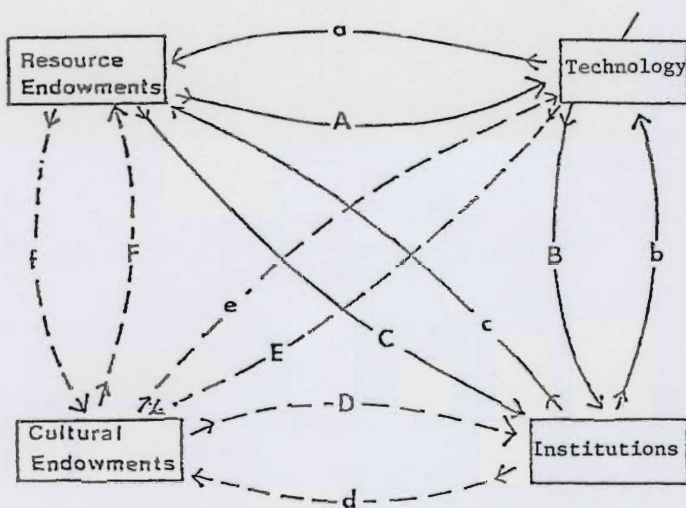 a
Resource
Endowments
Technology
A
f
F
B
b
e
E
C
c
D
Cultural
Endowments
Institutions
d